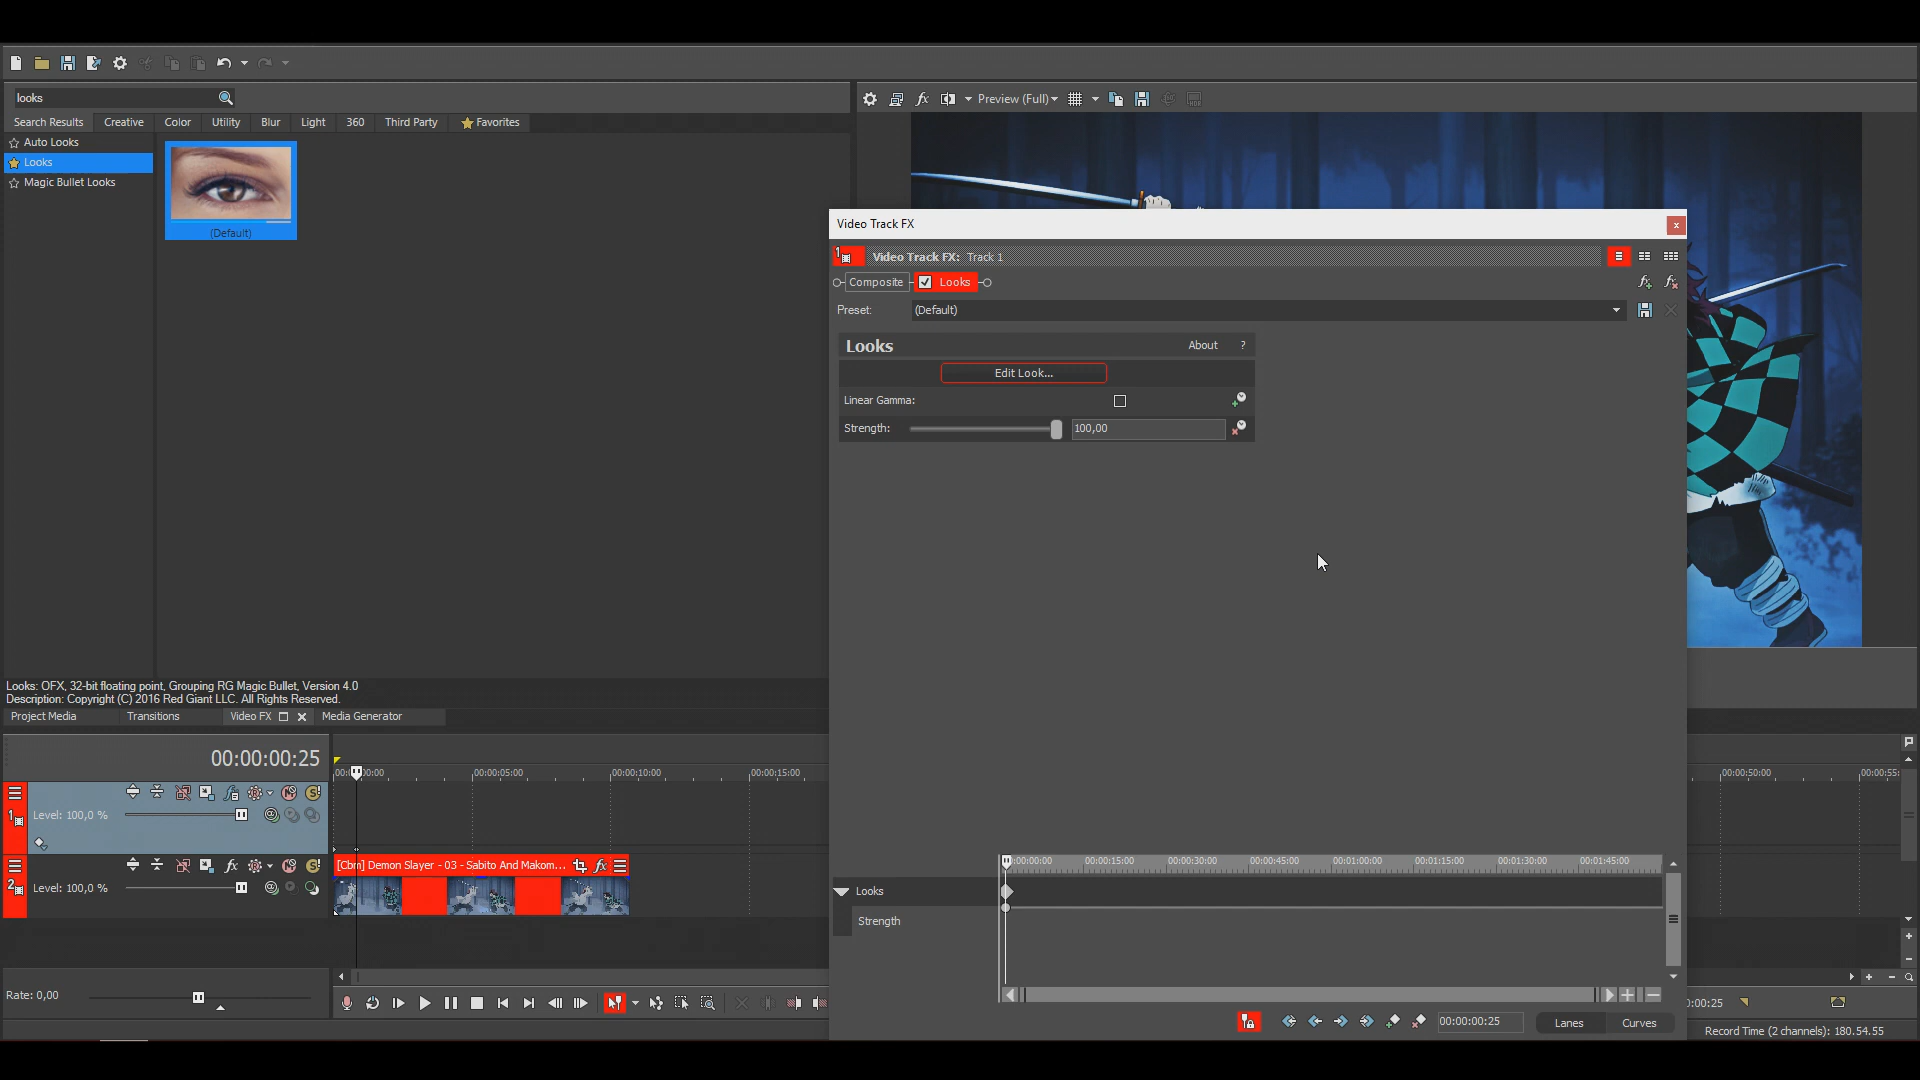 looks
Preview (Full)
Search Results Creative Color Utility Blur Light 360 Third Party Favorites
Auto Looks
Looks
Magic Bullet Looks
(Default)
Video Track FX
x
1 Video Track FX: Track 1
Composite Looks
Preset: (Default)
Looks About ?
Edit Look...
Linear Gamma:
Strength: 100,00
Looks: OFX, 32-bit floating point, Grouping RG Magic Bullet, Version 4.0
Description: Copyright (C) 2016 Red Giant LLC. All Rights Reserved.
Project Media Transitions Video FX Media Generator
00:00:00:25
00:00:05:00 00:00:10:00 00:00:15:00 00:00:50:00 00:00:55:
1 Level: 100,0 %
[Cbm] Demon Slayer - 03 - Sabito And Makom...
2 Level: 100,0 %
:00:00:00 00:00:15:00 00:00:30:00 00:00:45:00 00:01:00:00 00:01:15:00 00:01:30:00 00:01:45:00
Looks
Strength
Rate: 0,00
00:00:00:25
Lanes Curves
0:00:25
Record Time (2 channels): 180.54.55